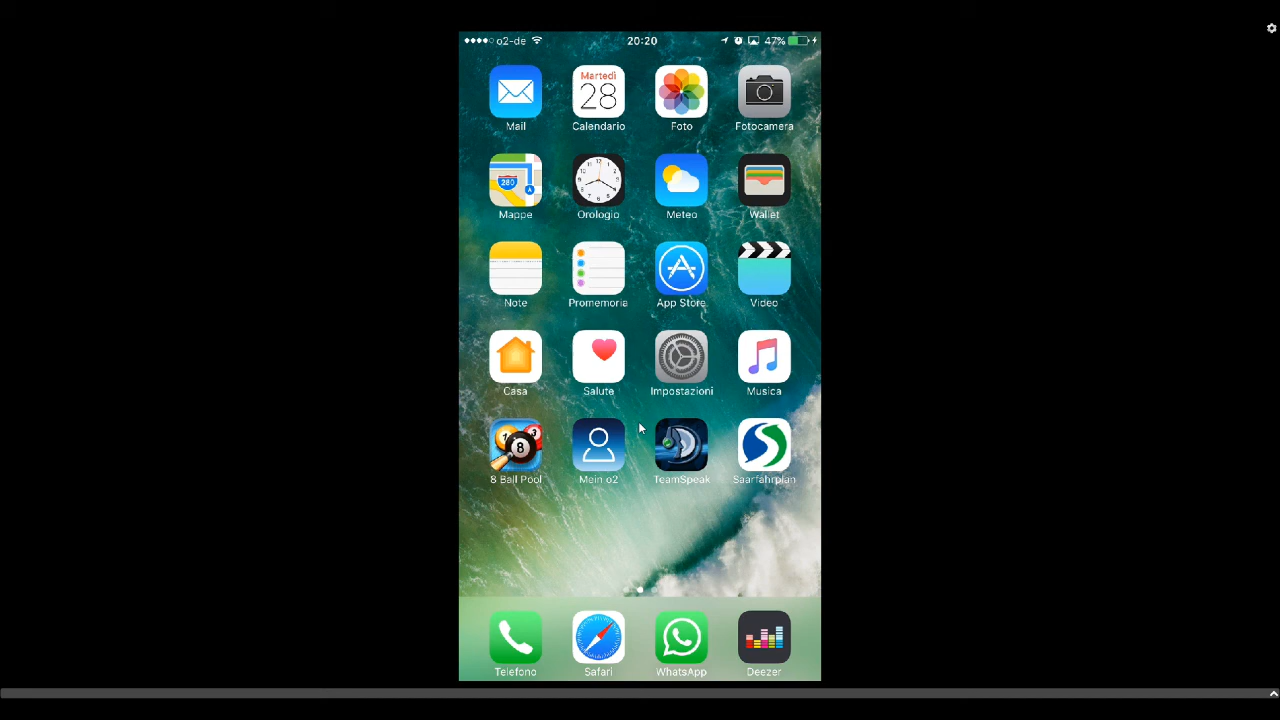 o2-de 20:20 47%
Martedì
28
Mail Calendario Foto Fotocamera
280
Mappe Orologio Meteo Wallet
Note Promemoria App Store Video
Casa Salute Impostazioni Musica
8 Ball Pool Mein o2 TeamSpeak Saarfahrplan
Telefono Safari WhatsApp Deezer